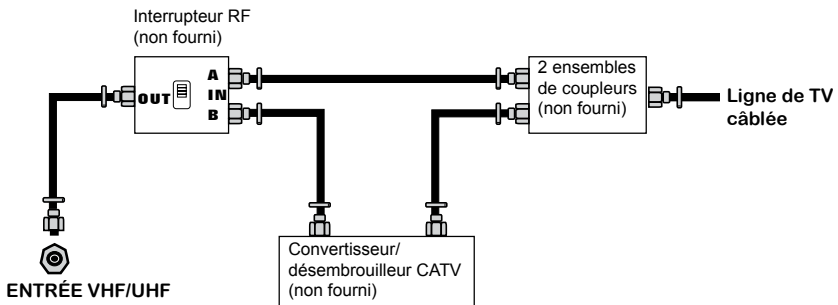 Interrupteur RF
(non fourni)
OUT
A
IN
B
2 ensembles
de coupleurs
(non fourni)
Ligne de TV
câblée
Convertisseur/
désembrouilleur CATV
(non fourni)
ENTRÉE VHF/UHF